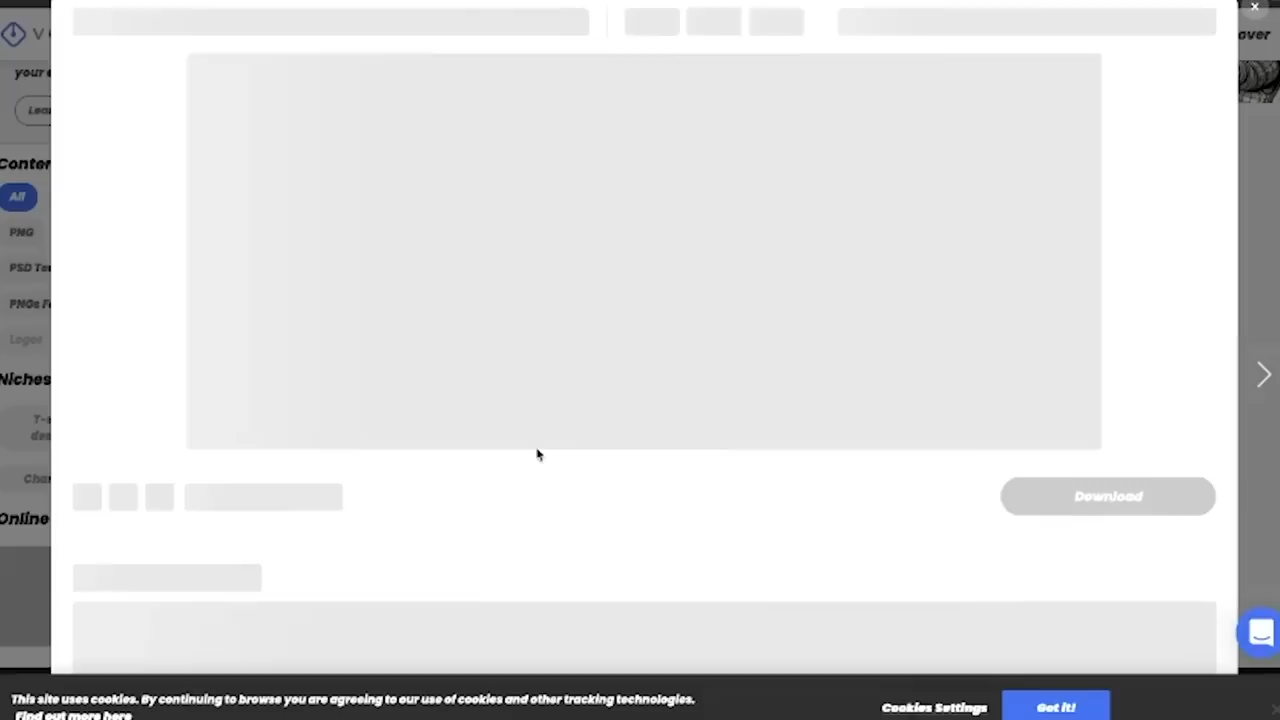 V
over
your
All
PNG
PSD
PNGs
Logos
Niches
Online
Download
This site uses cookies. By continuing to browse you are agreeing to our use of cookies and other tracking technologies.
Find out more here
Cookies Settings
Got it!